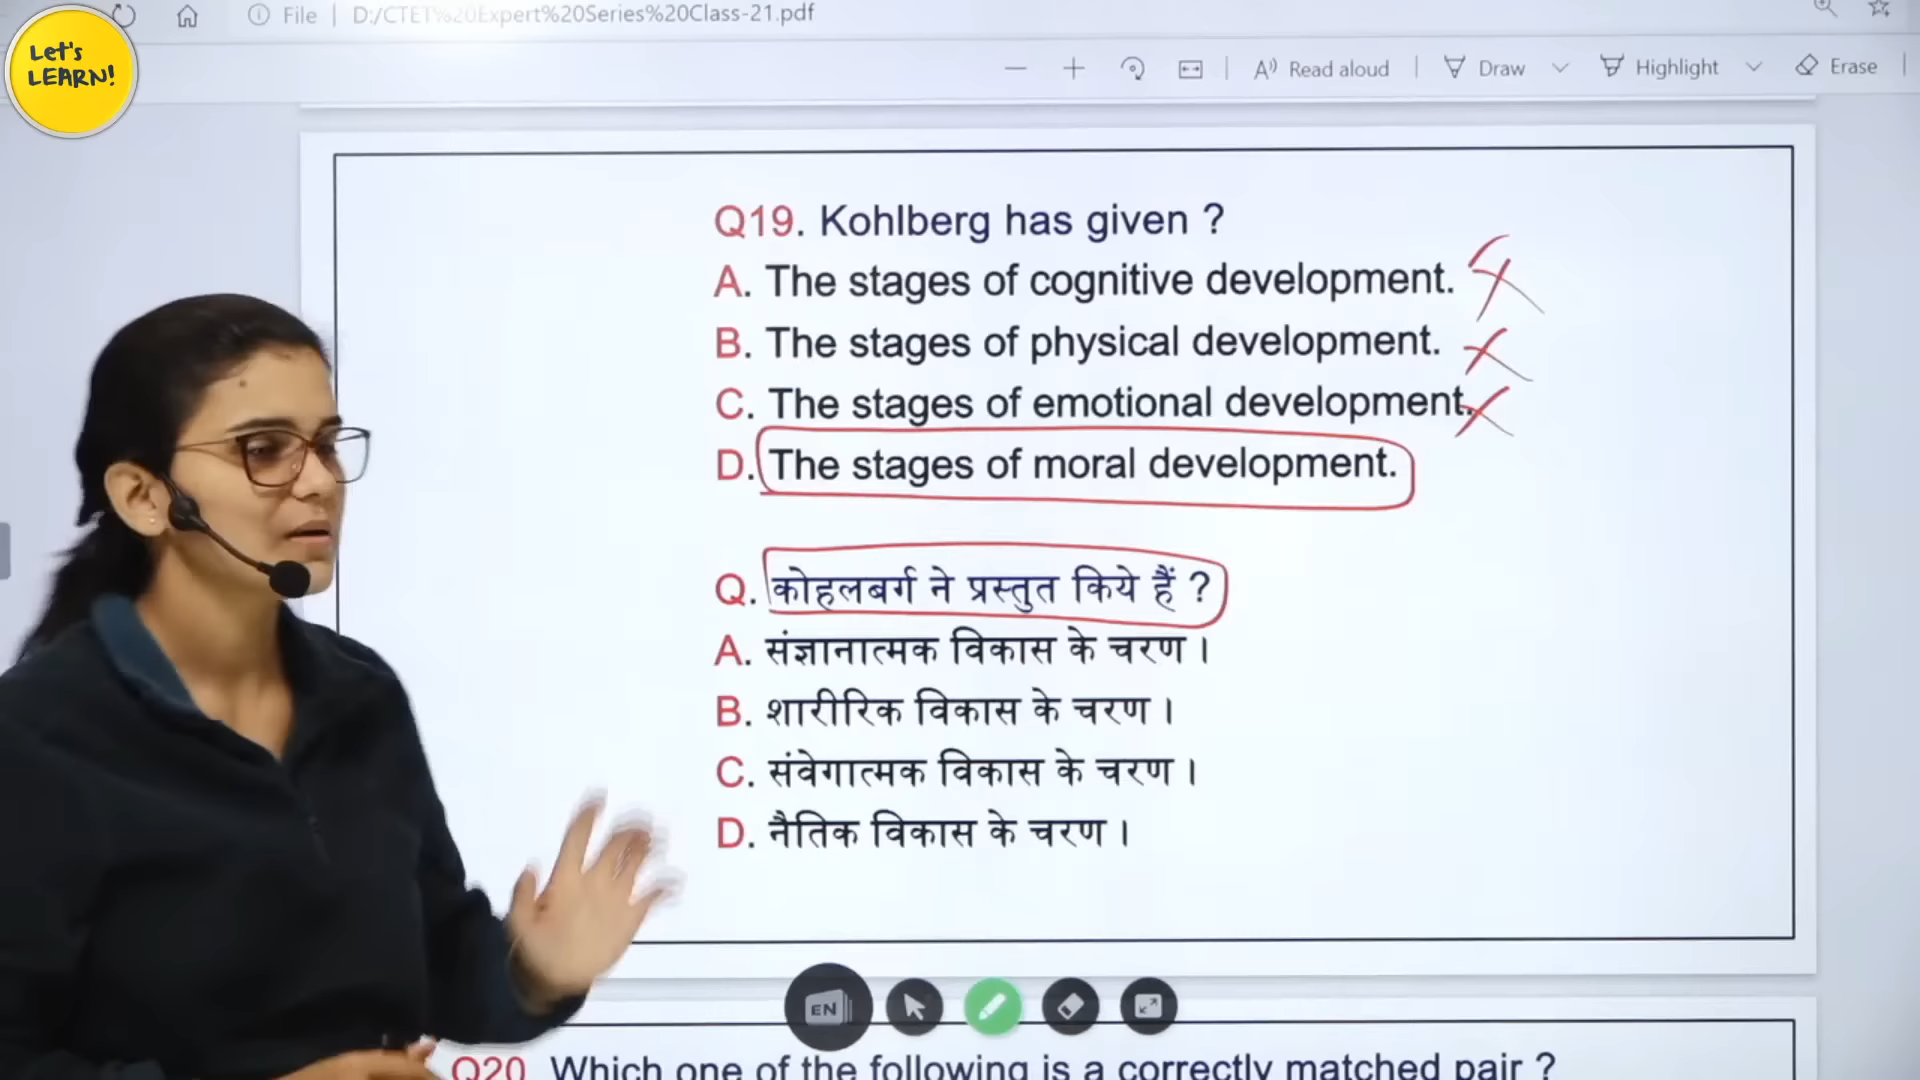 Let's
LEARN!
File | D:/CTET%20Expert%20Series%20Class-21.pdf
Read aloud
Draw
Highlight
Erase
Q19. Kohlberg has given ?
A. The stages of cognitive development.
B. The stages of physical development.
C. The stages of emotional development.
D. The stages of moral development.
Q. कोहलबर्ग ने प्रस्तुत किये हैं ?
A. संज्ञानात्मक विकास के चरण ।
B. शारीरिक विकास के चरण ।
C. संवेगात्मक विकास के चरण ।
D. नैतिक विकास के चरण ।
EN
Q20 Which one of the following is a correctly matched pair ?